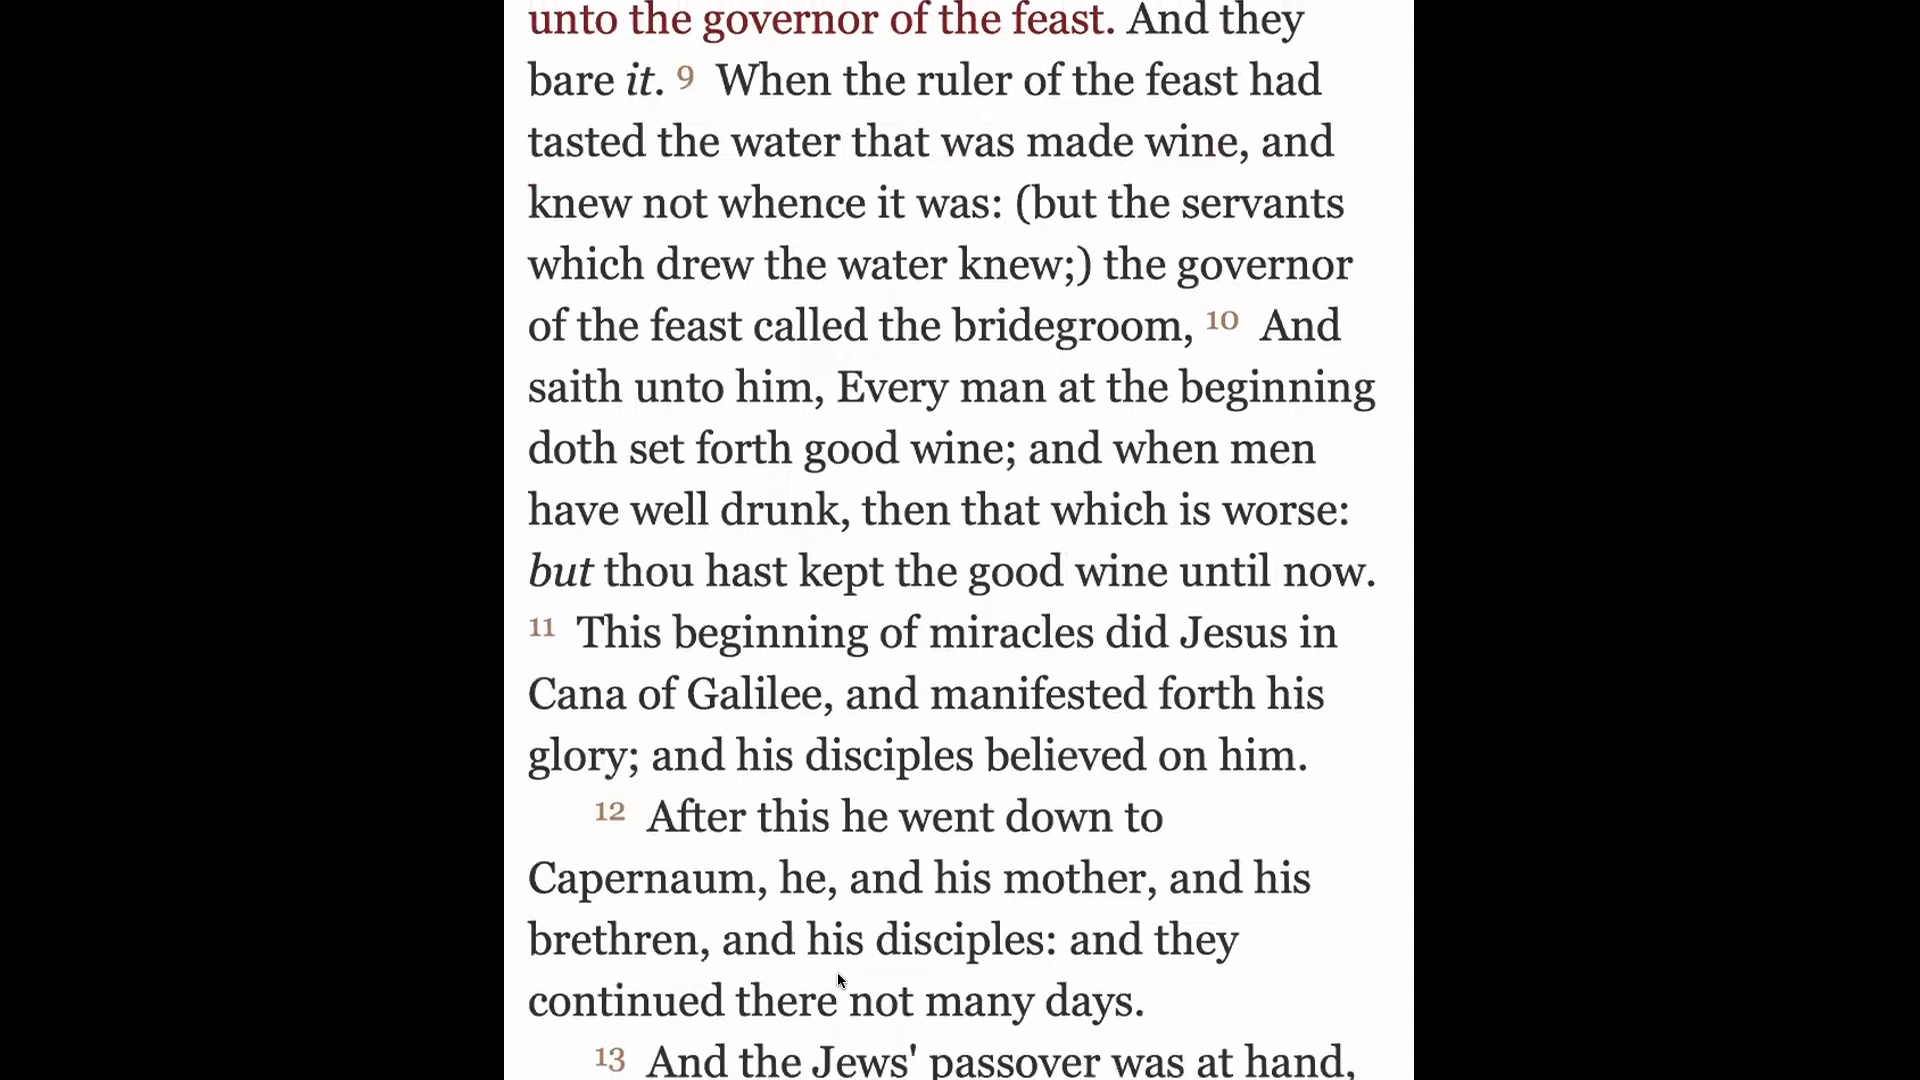 unto the governor of the feast. And they
bare it. 9 When the ruler of the feast had
tasted the water that was made wine, and
knew not whence it was: (but the servants
which drew the water knew;) the governor
of the feast called the bridegroom, 10 And
saith unto him, Every man at the beginning
doth set forth good wine; and when men
have well drunk, then that which is worse:
but thou hast kept the good wine until now.
11 This beginning of miracles did Jesus in
Cana of Galilee, and manifested forth his
glory; and his disciples believed on him.
12 After this he went down to
Capernaum, he, and his mother, and his
brethren, and his disciples: and they
continued there not many days.
13 And the Jews' passover was at hand,